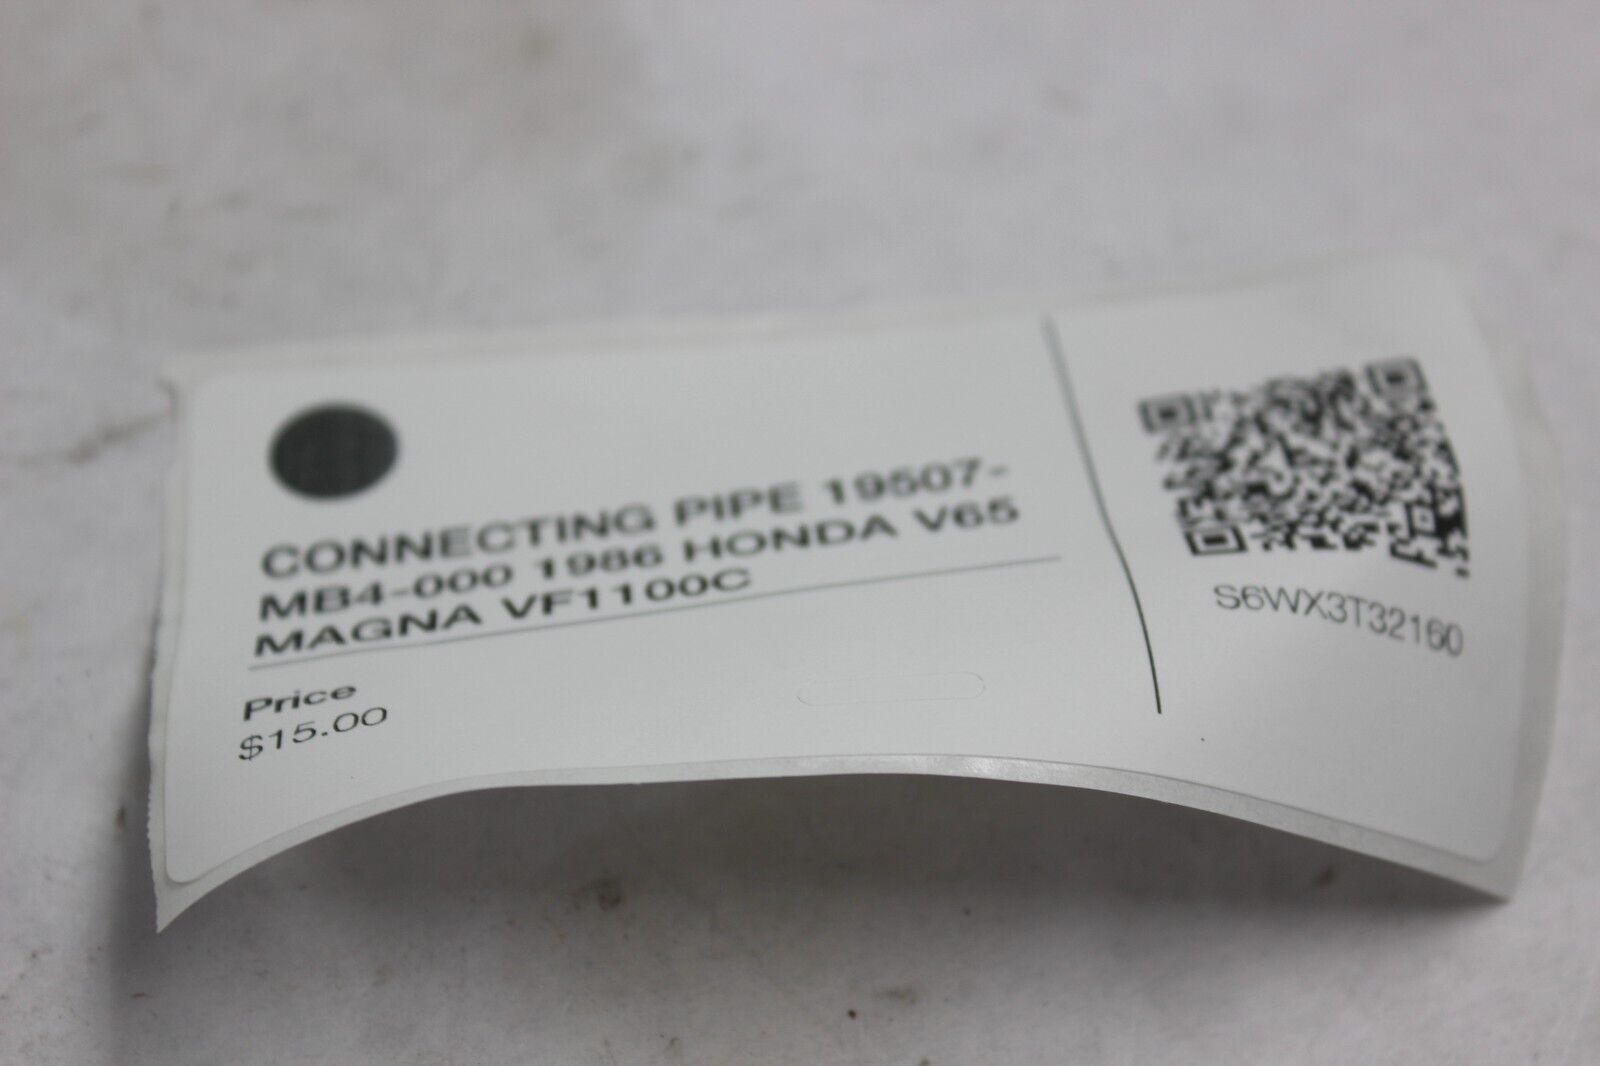 CONNECTING PIPE 19507-
MB4-000 1986 HONDA V65
MAGNA VF1100C
Price
$15.00
S6WX3T32160